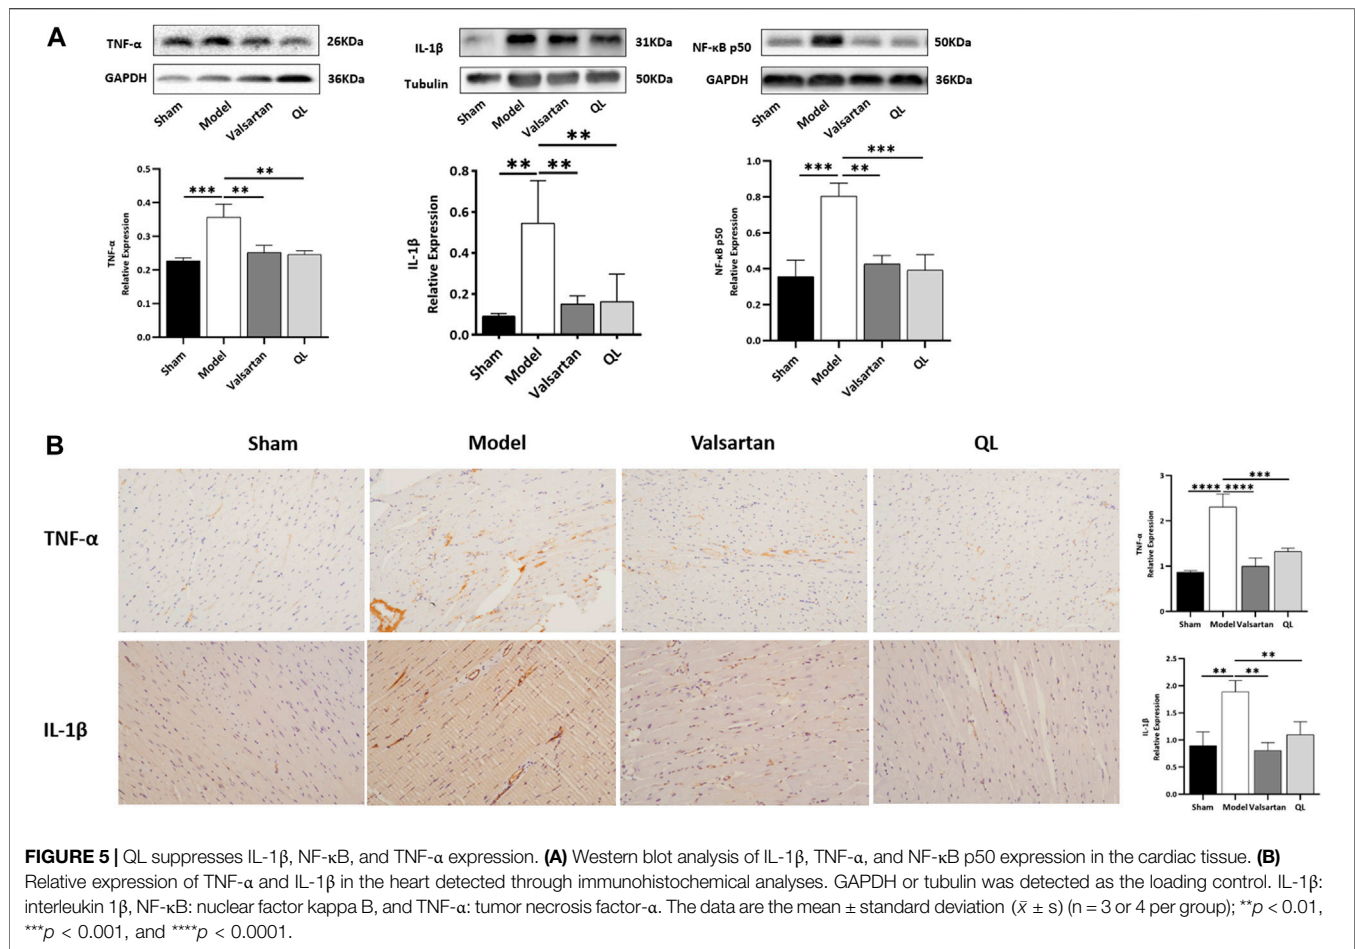 A
TNF-α
26KDa
GAPDH
36KDa
Sham
Model
Valsartan
QL
IL-1β
31KDa
Tubulin
50KDa
Sham
Model
Valsartan
QL
NF-κB p50
50KDa
GAPDH
36KDa
Sham
Model
Valsartan
QL
TNF-α
Relative Expression
0.5
0.4
0.3
0.2
0.1
0.0
***
**
**
Sham
Model
Valsartan
QL
IL-1β
Relative Expression
0.8
0.6
0.4
0.2
0.0
**
**
**
Sham
Model
Valsartan
QL
NF-κB p50
Relative Expression
1.0
0.8
0.6
0.4
0.2
0.0
***
**
***
Sham
Model
Valsartan
QL
B
Sham
Model
Valsartan
QL
TNF-α
TNF-α
Relative Expression
3
2
1
0
****
****
***
Sham
Model
Valsartan
QL
IL-1β
IL-1β
Relative Expression
2.5
2.0
1.5
1.0
0.5
0.0
**
**
**
Sham
Model
Valsartan
QL
FIGURE 5 | QL suppresses IL-1β, NF-κB, and TNF-α expression. (A) Western blot analysis of IL-1β, TNF-α, and NF-κB p50 expression in the cardiac tissue. (B)
Relative expression of TNF-α and IL-1β in the heart detected through immunohistochemical analyses. GAPDH or tubulin was detected as the loading control. IL-1β:
interleukin 1β, NF-κB: nuclear factor kappa B, and TNF-α: tumor necrosis factor-α. The data are the mean ± standard deviation (x̄ ± s) (n = 3 or 4 per group); **p < 0.01,
***p < 0.001, and ****p < 0.0001.